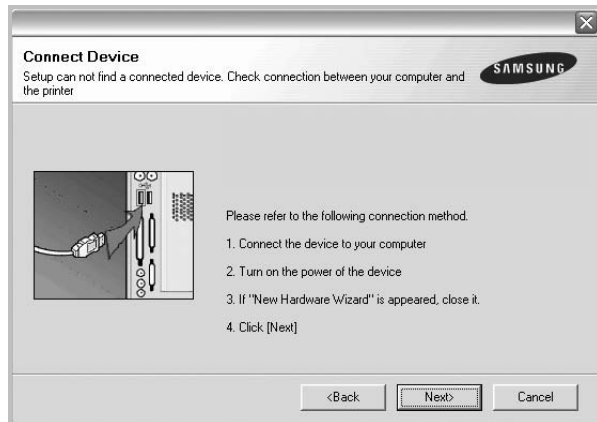 Connect Device
Setup can not find a connected device. Check connection between your computer and
the printer
SAMSUNG
Please refer to the following connection method.
1. Connect the device to your computer
2. Turn on the power of the device
3. If "New Hardware Wizard" is appeared, close it.
4. Click [Next]
<Back
Next>
Cancel